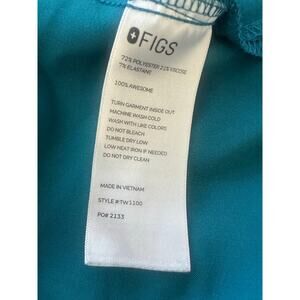 FIGS
72% POLYESTER 21% VISCOSE
7% ELASTANT
100% AWESOME
TURN GARMENT INSIDE OUT
MACHINE WASH COLD
WASH WITH LIKE COLORS
DO NOT BLEACH
TUMBLE DRY LOW
LOW HEAT IRON IF NEEDED
DO NOT DRY CLEAN
MADE IN VIETNAM
STYLE #:TW1100
PO# 2133